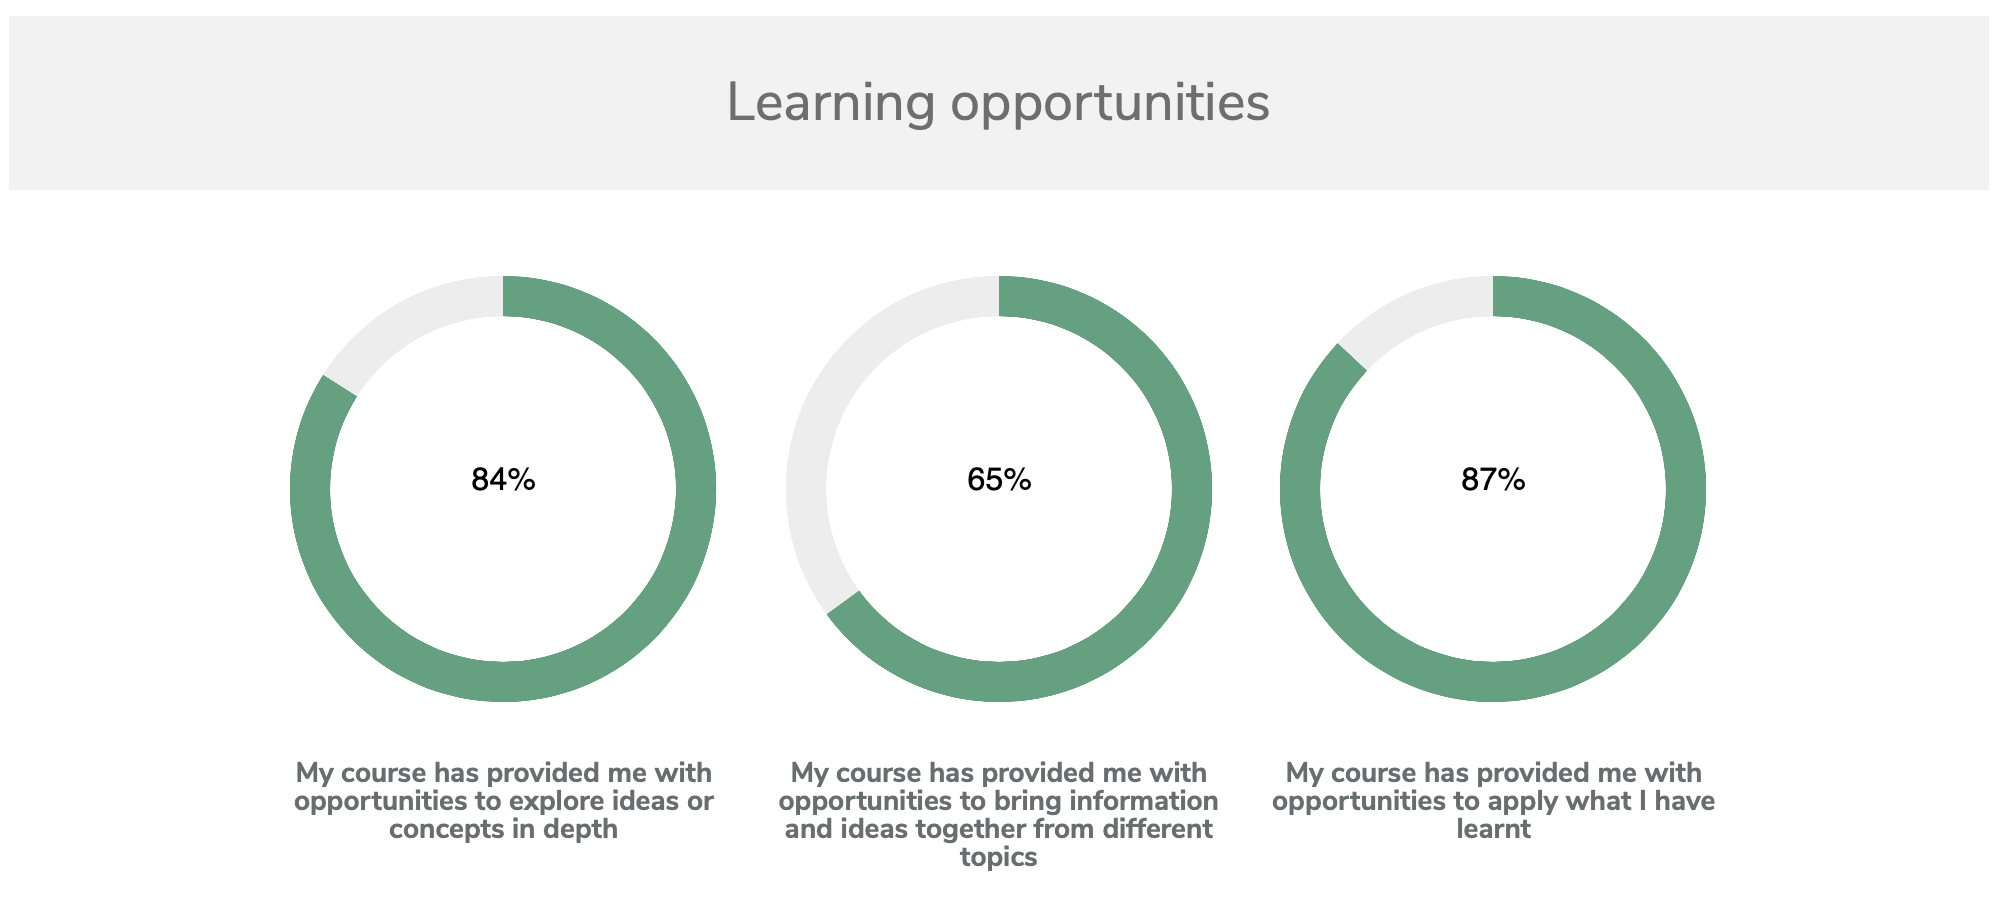 Learning opportunities
84%
65%
87%
My course has provided me with
opportunities to explore ideas or
concepts in depth
My course has provided me with
opportunities to bring information
and ideas together from different
topics
My course has provided me with
opportunities to apply what I have
learnt